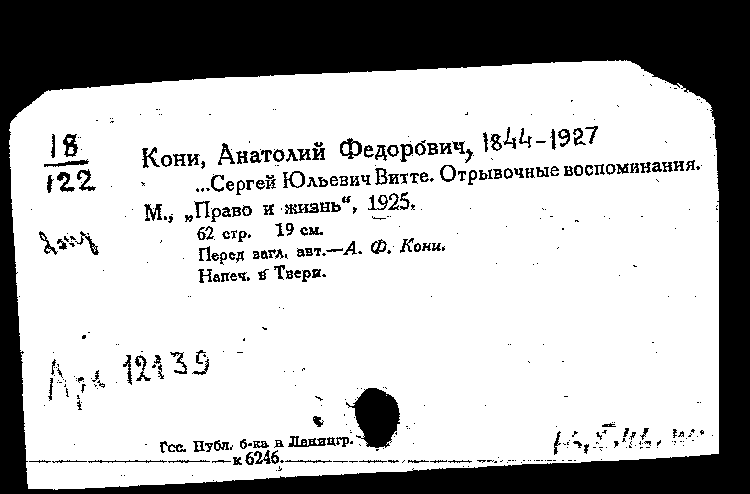 18
122
Кони, Анатолий Федорович, 1844-1927
...Сергей Юльевич Витте. Отрывочные воспоминания.
М., „Право и жизнь“, 1925.
62 стр. 19 см.
Перед загл. авт.—А. Ф. Кони.
Напеч. в Твери.
12139
Гос. Публ. б-ка в Ленингр.
к 6246.